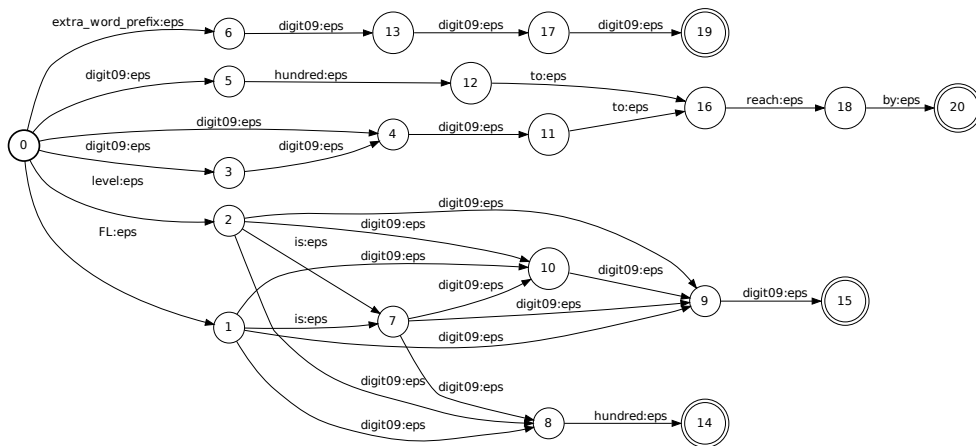 extra_word_prefix:eps
6
digit09:eps
13
digit09:eps
17
digit09:eps
19
digit09:eps
5
hundred:eps
12
to:eps
digit09:eps
4
digit09:eps
11
to:eps
16
reach:eps
18
by:eps
20
0
digit09:eps
3
digit09:eps
level:eps
2
digit09:eps
digit09:eps
is:eps
FL:eps
digit09:eps
10
digit09:eps
digit09:eps
1
is:eps
7
digit09:eps
9
digit09:eps
15
digit09:eps
digit09:eps
digit09:eps
digit09:eps
8
hundred:eps
14